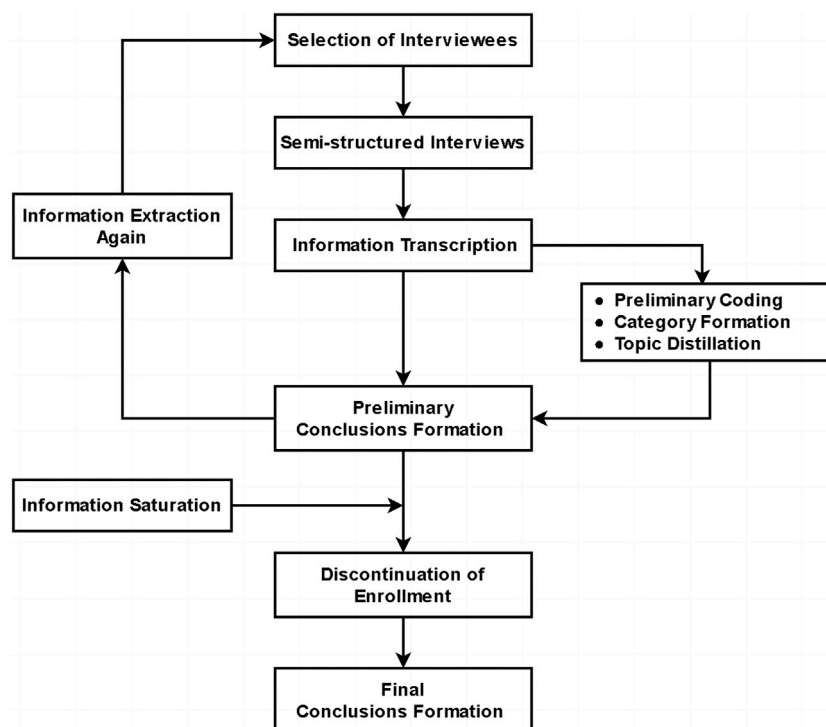 Selection of Interviewees
Semi-structured Interviews
Information Extraction
Again
Information Transcription
● Preliminary Coding
● Category Formation
● Topic Distillation
Preliminary
Conclusions Formation
Information Saturation
Discontinuation of
Enrollment
Final
Conclusions Formation